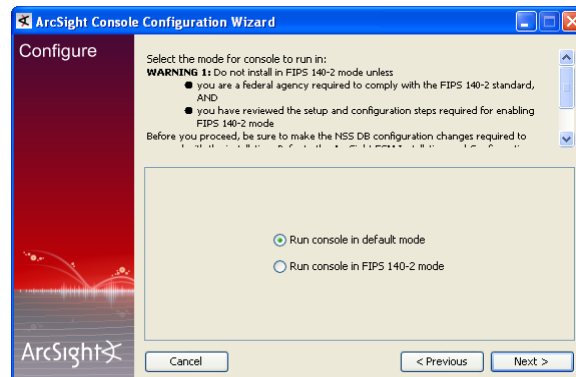 ArcSight Console Configuration Wizard
Configure
Select the mode for console to run in:
WARNING 1: Do not install in FIPS 140-2 mode unless
you are a federal agency required to comply with the FIPS 140-2 standard,
AND
you have reviewed the setup and configuration steps required for enabling
FIPS 140-2 mode
Before you proceed, be sure to make the NSS DB configuration changes required to
Run console in default mode
Run console in FIPS 140-2 mode
ArcSight
Cancel
< Previous
Next >